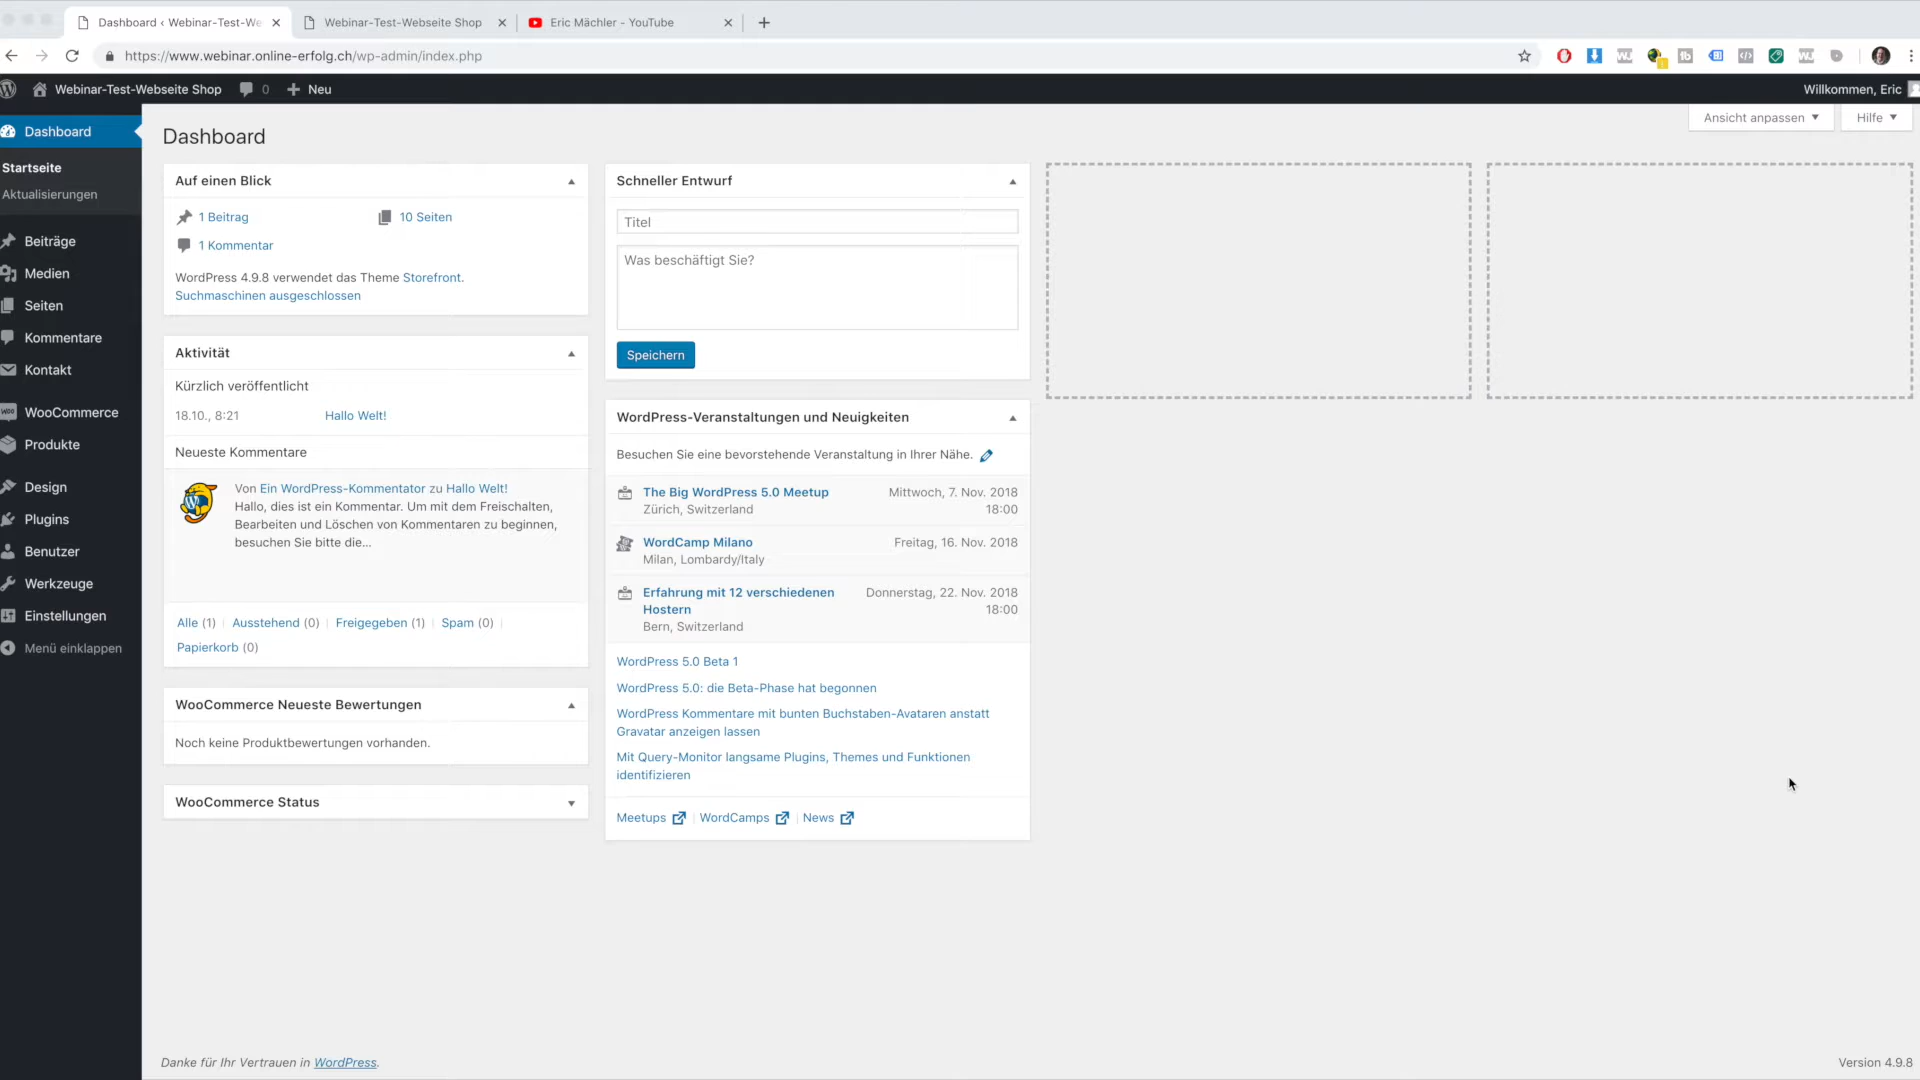 Dashboard ‹ Webinar-Test-We
Webinar-Test-Webseite Shop
Eric Mächler - YouTube
https://www.webinar.online-erfolg.ch/wp-admin/index.php
Webinar-Test-Webseite Shop
0
Neu
Willkommen, Eric
Ansicht anpassen
Hilfe
Dashboard
Startseite
Aktualisierungen
Beiträge
Medien
Seiten
Kommentare
Kontakt
WooCommerce
Produkte
Design
Plugins
Benutzer
Werkzeuge
Einstellungen
Menü einklappen
Dashboard
Auf einen Blick
1 Beitrag
10 Seiten
1 Kommentar
WordPress 4.9.8 verwendet das Theme Storefront.
Suchmaschinen ausgeschlossen
Aktivität
Kürzlich veröffentlicht
18.10., 8:21 Hallo Welt!
Neueste Kommentare
Von Ein WordPress-Kommentator zu Hallo Welt!
Hallo, dies ist ein Kommentar. Um mit dem Freischalten,
Bearbeiten und Löschen von Kommentaren zu beginnen,
besuchen Sie bitte die...
Alle (1) | Ausstehend (0) | Freigegeben (1) | Spam (0) |
Papierkorb (0)
WooCommerce Neueste Bewertungen
Noch keine Produktbewertungen vorhanden.
WooCommerce Status
Schneller Entwurf
Titel
Was beschäftigt Sie?
Speichern
WordPress-Veranstaltungen und Neuigkeiten
Besuchen Sie eine bevorstehende Veranstaltung in Ihrer Nähe.
The Big WordPress 5.0 Meetup
Zürich, Switzerland
Mittwoch, 7. Nov. 2018
18:00
WordCamp Milano
Milan, Lombardy/Italy
Freitag, 16. Nov. 2018
Erfahrung mit 12 verschiedenen
Hostern
Bern, Switzerland
Donnerstag, 22. Nov. 2018
18:00
WordPress 5.0 Beta 1
WordPress 5.0: die Beta-Phase hat begonnen
WordPress Kommentare mit bunten Buchstaben-Avataren anstatt
Gravatar anzeigen lassen
Mit Query-Monitor langsame Plugins, Themes und Funktionen
identifizieren
Meetups | WordCamps | News
Danke für Ihr Vertrauen in WordPress.
Version 4.9.8